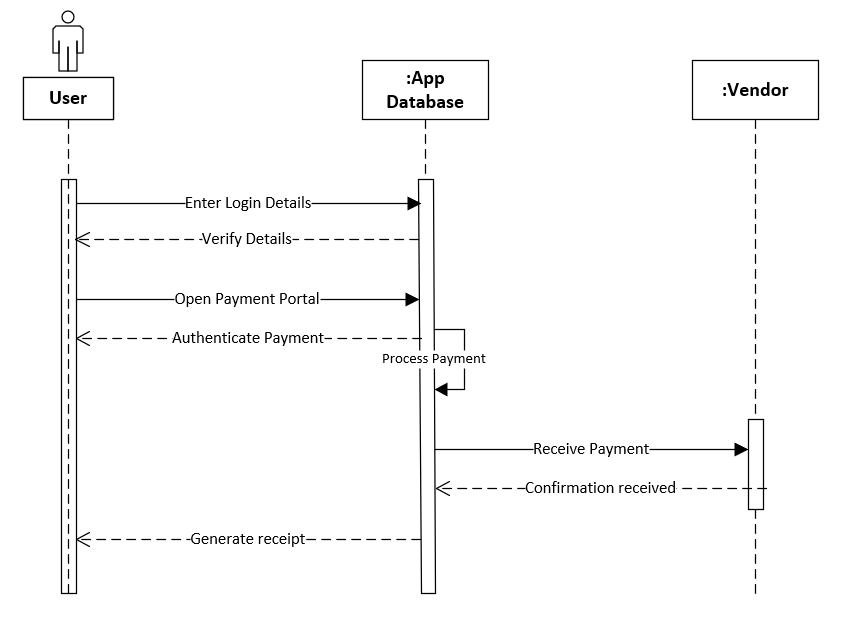 User
:App
Database
:Vendor
Enter Login Details
Verify Details
Open Payment Portal
Authenticate Payment
Process Payment
Receive Payment
Confirmation received
Generate receipt